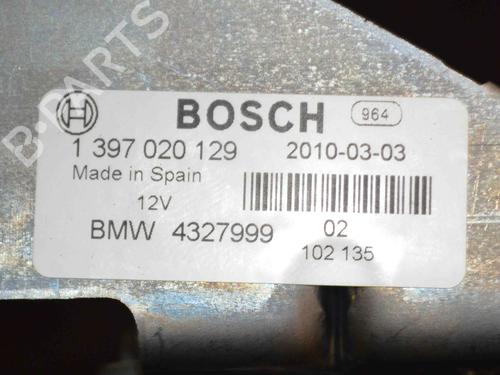 B-PARTS
BOSCH 964
1 397 020 129 2010-03-03
Made in Spain
12V
BMW 4327999 02
102 135